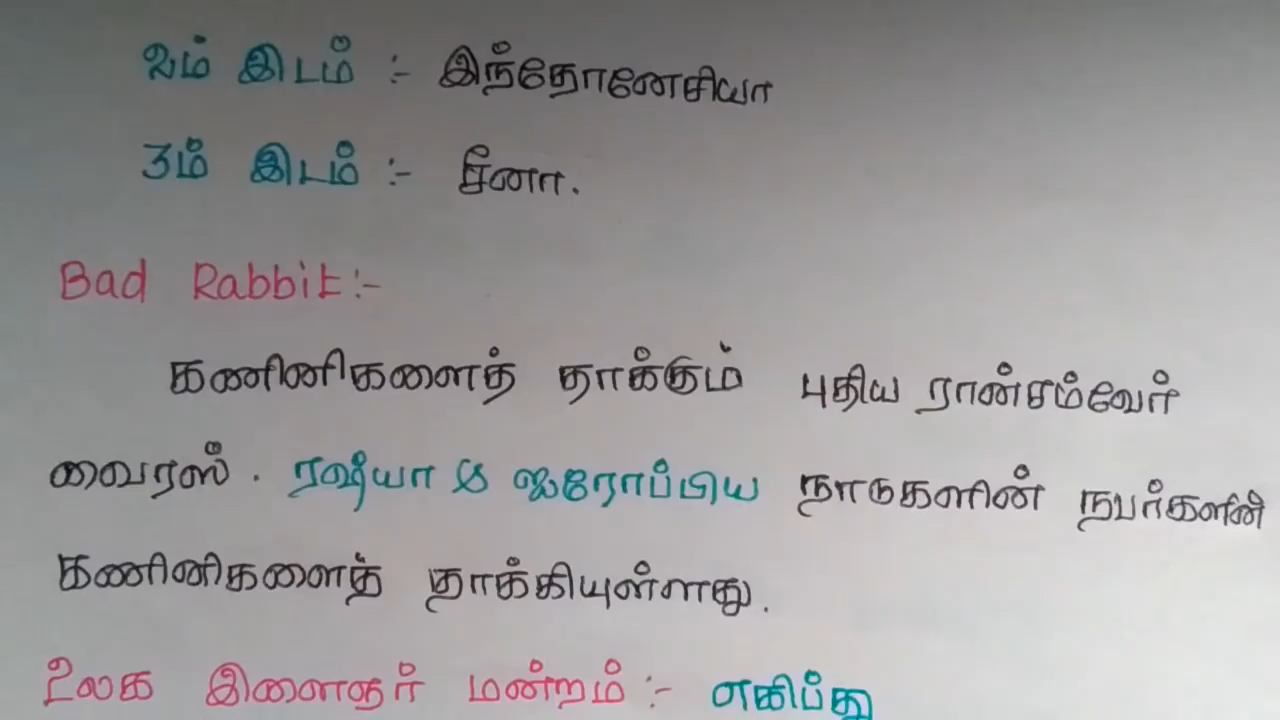 2ம் இடம் :- இந்தோனேசியா
3ம் இடம் :- சீனா.
Bad Rabbit:-
கணினிகளைத் தாக்கும் புதிய ரான்சம்வேர்
வைரஸ். ரஷ்யா & ஐரோப்பிய நாடுகளின் நபர்களின்
கணினிகளைத் தாக்கியுள்ளது.
உலக இளைஞர் மன்றம் :- எகிப்து